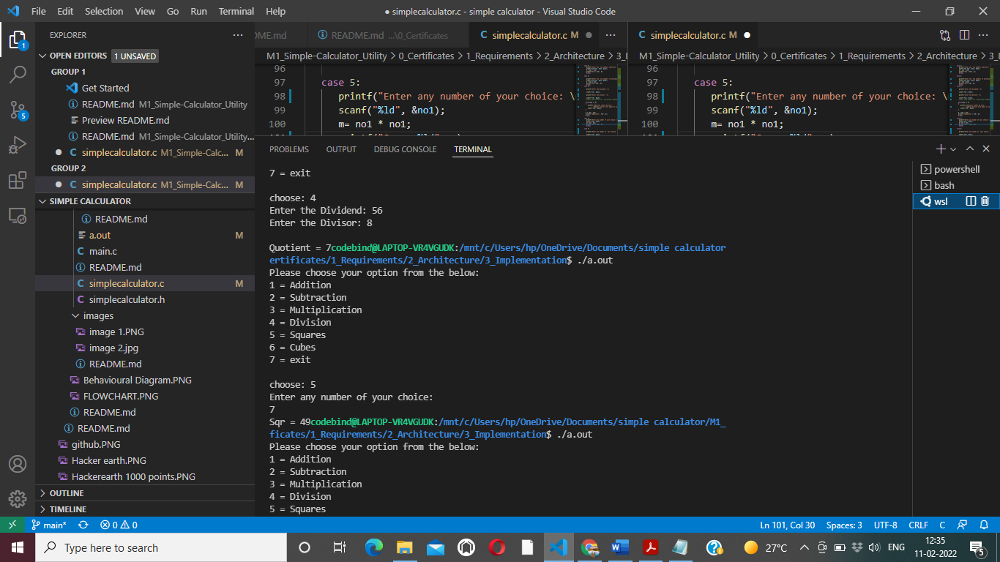 File Edit Selection View Go Run Terminal Help
● simplecalculator.c - simple calculator - Visual Studio Code
EXPLORER
OPEN EDITORS 1 UNSAVED
GROUP 1
Get Started
README.md M1_Simple-Calculator_Utility
Preview README.md
README.md M1_Simple-Calculator_Utility...
simplecalculator.c M1_Simple-Calc... M
GROUP 2
simplecalculator.c M1_Simple-Calc... M
SIMPLE CALCULATOR
README.md
a.out M
main.c
README.md
simplecalculator.c M
simplecalculator.h
images
image 1.PNG
image 2.jpg
README.md
Behavioural Diagram.PNG
FLOWCHART.PNG
README.md
README.md
github.PNG
Hacker earth.PNG
Hackerearth 1000 points.PNG
OUTLINE
TIMELINE
1
5
README.md ...\0_Certificates simplecalculator.c M
M1_Simple-Calculator_Utility > 0_Certificates > 1_Requirements > 2_Architecture > 3_I
96
97 case 5:
98 printf("Enter any number of your choice: \
99 scanf("%ld", &no1);
100 m= no1 * no1;
simplecalculator.c M
M1_Simple-Calculator_Utility > 0_Certificates > 1_Requirements > 2_Architecture > 3_I
96
97 case 5:
98 printf("Enter any number of your choice: \
99 scanf("%ld", &no1);
100 m= no1 * no1;
PROBLEMS OUTPUT DEBUG CONSOLE TERMINAL
7 = exit
choose: 4
Enter the Dividend: 56
Enter the Divisor: 8
Quotient = 7codebind@LAPTOP-VR4VGUDK:/mnt/c/Users/hp/OneDrive/Documents/simple calculator
ertificates/1_Requirements/2_Architecture/3_Implementation$ ./a.out
Please choose your option from the below:
1 = Addition
2 = Subtraction
3 = Multiplication
4 = Division
5 = Squares
6 = Cubes
7 = exit
choose: 5
Enter any number of your choice:
7
Sqr = 49codebind@LAPTOP-VR4VGUDK:/mnt/c/Users/hp/OneDrive/Documents/simple calculator/M1_
ficates/1_Requirements/2_Architecture/3_Implementation$ ./a.out
Please choose your option from the below:
1 = Addition
2 = Subtraction
3 = Multiplication
4 = Division
5 = Squares
powershell
bash
wsl
main* 0 0 Ln 101, Col 30 Spaces: 3 UTF-8 CRLF C
Type here to search
27°C ENG
12:35
11-02-2022
5